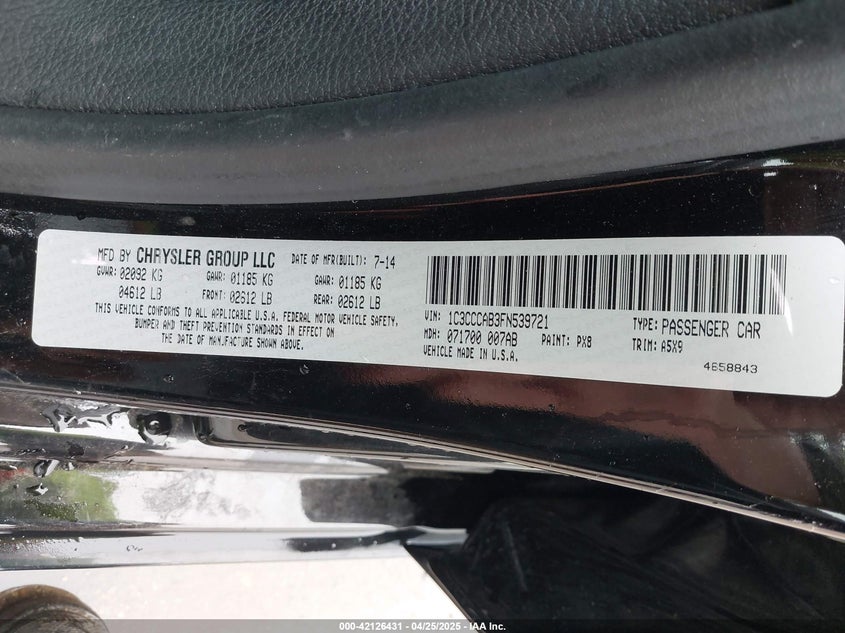 MFD BY CHRYSLER GROUP LLC DATE OF MFR(BUILT): 7-14
GVWR: 02092 KG GAWR: 01185 KG GAWR: 01185 KG
04612 LB FRONT: 02612 LB REAR: 02612 LB
THIS VEHICLE CONFORMS TO ALL APPLICABLE U.S.A. FEDERAL MOTOR VEHICLE SAFETY,
BUMPER AND THEFT PREVENTION STANDARDS IN EFFECT ON
THE DATE OF MANUFACTURE SHOWN ABOVE.
VIN: 1C3CCCAB3FN539721 TYPE: PASSENGER CAR
MDH: 071700 007AB PAINT: PX8 TRIM: A5X9
VEHICLE MADE IN U.S.A.
4658843
000-42126431 - 04/25/2025 - IAA Inc.